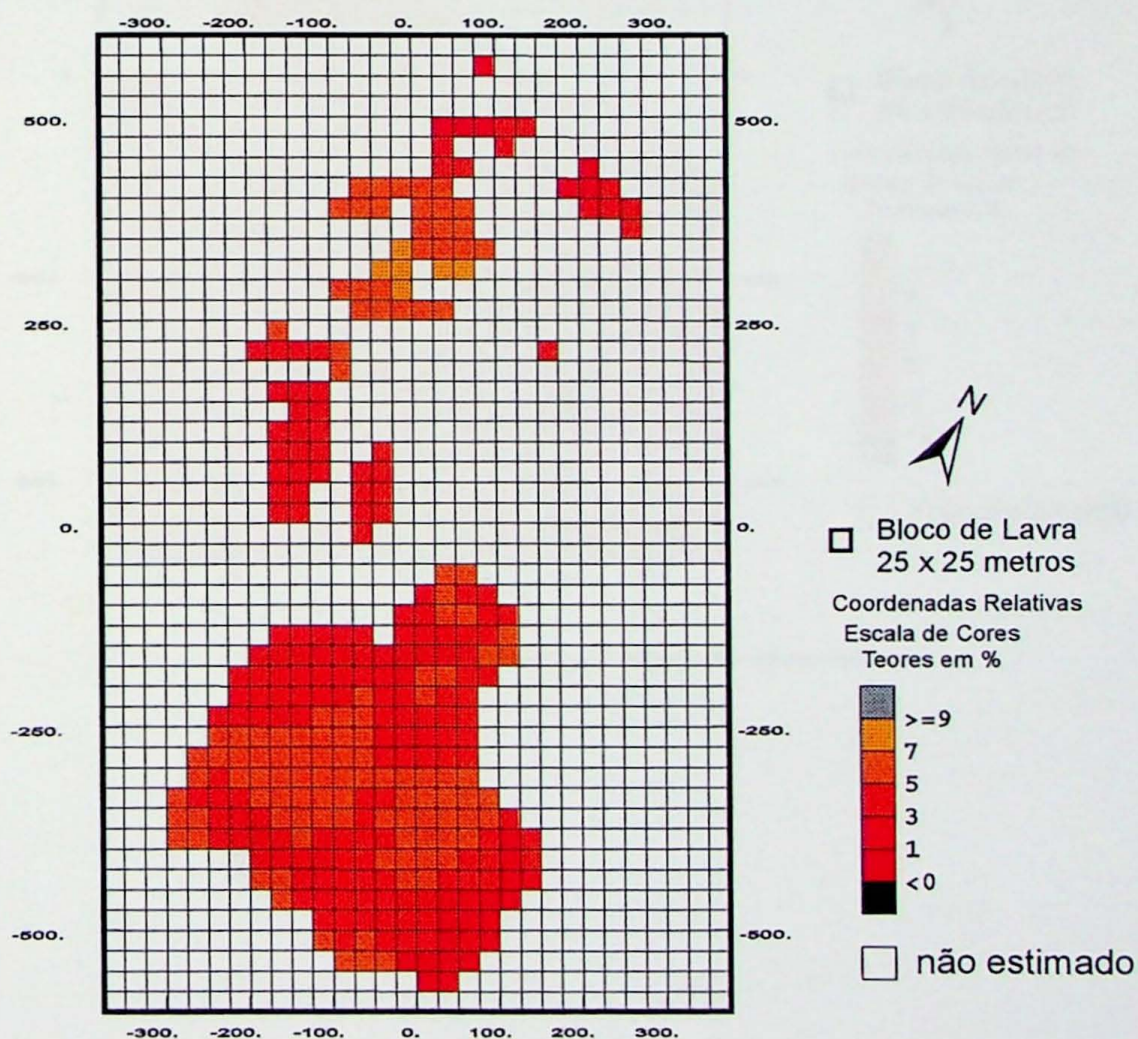 -300. -200. -100. 0. 100. 200. 300.
500. 500.
250. 250.
0. 0.
-250. -250.
-500. -500.
-300. -200. -100. 0. 100. 200. 300.
N
Bloco de Lavra
25 x 25 metros
Coordenadas Relativas
Escala de Cores
Teores em %
>=9
7
5
3
1
<0
não estimado